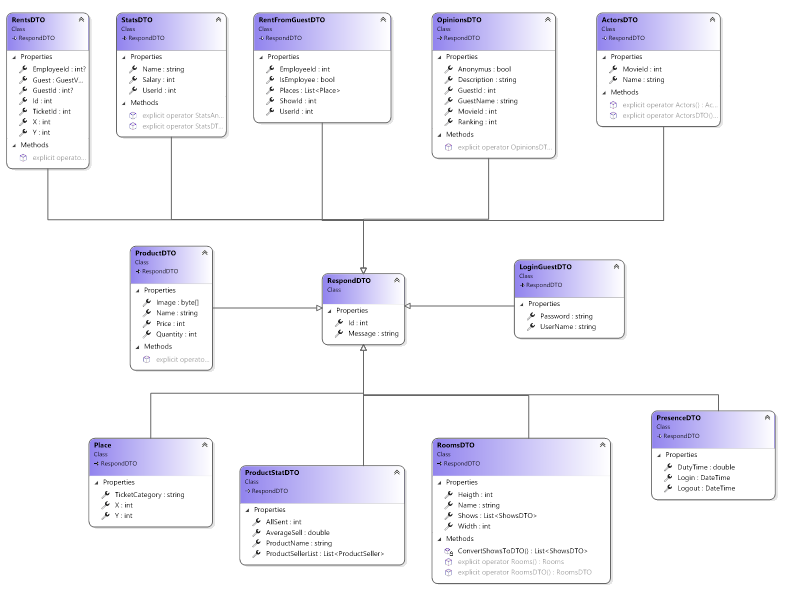 RentsDTO
Class
RespondDTO
Properties
EmployeeId : int?
Guest : GuestV...
GuestId : int?
Id : int
TicketId : int
X : int
Y : int
Methods
explicit operato...
StatsDTO
Class
RespondDTO
Properties
Name : string
Salary : int
UserId : int
Methods
explicit operator StatsAn...
explicit operator StatsDT...
RentFromGuestDTO
Class
RespondDTO
Properties
EmployeeId : int
IsEmployee : bool
Places : List<Place>
ShowId : int
UserId : int
OpinionsDTO
Class
RespondDTO
Properties
Anonymus : bool
Description : string
GuestId : int
GuestName : string
MovieId : int
Ranking : int
Methods
explicit operator OpinionsDT...
ActorsDTO
Class
RespondDTO
Properties
MovieId : int
Name : string
Methods
explicit operator Actors() : Ac...
explicit operator ActorsDTO()...
ProductDTO
Class
RespondDTO
Properties
Image : byte[]
Name : string
Price : int
Quantity : int
Methods
explicit operato...
RespondDTO
Class
Properties
Id : int
Message : string
LoginGuestDTO
Class
RespondDTO
Properties
Password : string
UserName : string
Place
Class
RespondDTO
Properties
TicketCategory : string
X : int
Y : int
ProductStatDTO
Class
RespondDTO
Properties
AllSent : int
AverageSell : double
ProductName : string
ProductSellerList : List<ProductSeller>
RoomsDTO
Class
RespondDTO
Properties
Heigth : int
Name : string
Shows : List<ShowsDTO>
Width : int
Methods
ConvertShowsToDTO() : List<ShowsDTO>
explicit operator Rooms() : Rooms
explicit operator RoomsDTO() : RoomsDTO
PresenceDTO
Class
RespondDTO
Properties
DutyTime : double
Login : DateTime
Logout : DateTime